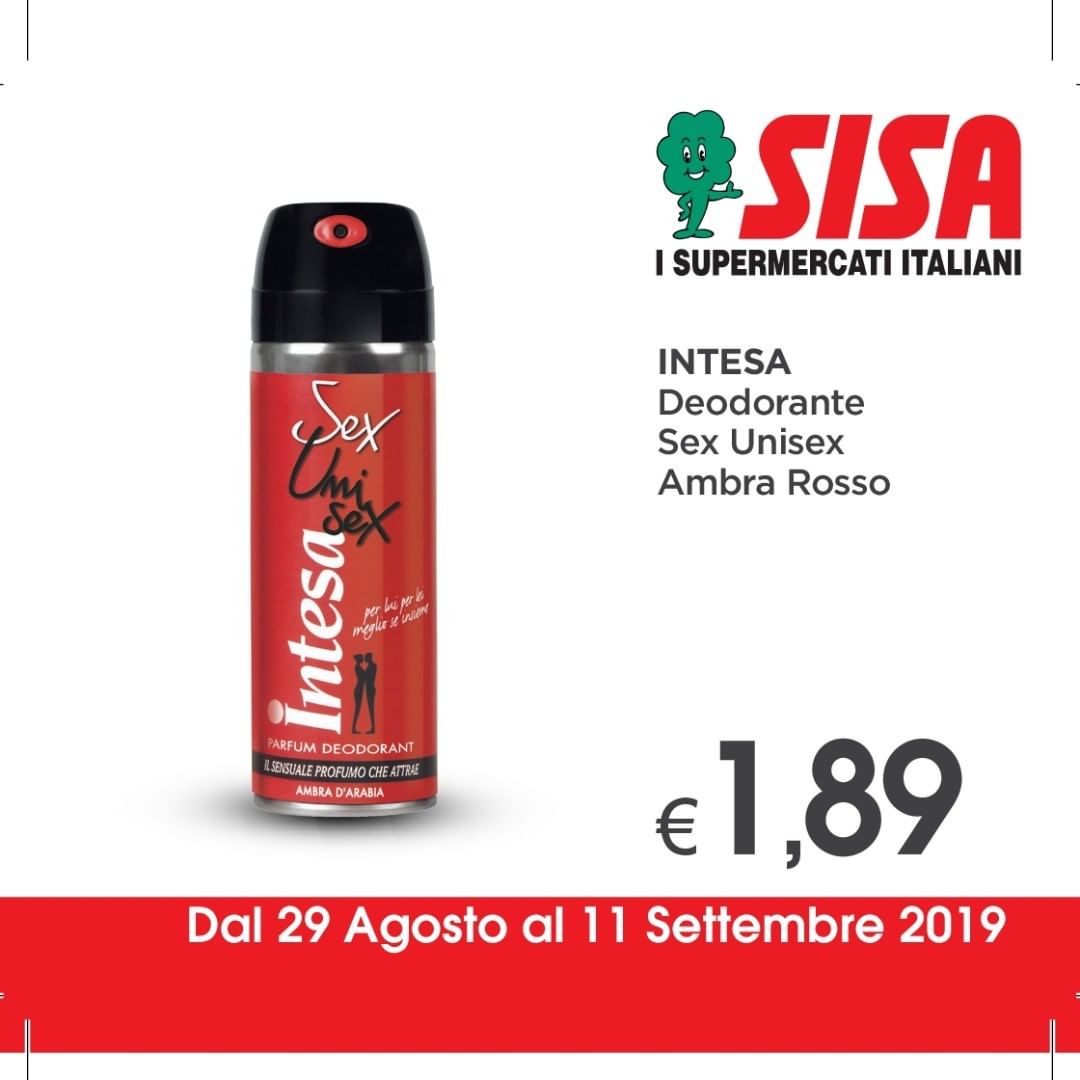 SISA
I SUPERMERCATI ITALIANI
INTESA
Deodorante
Sex Unisex
Ambra Rosso
Sex
Uni
sex
Intesa
per lui per lei
meglio se insieme
PARFUM DEODORANT
IL SENSUALE PROFUMO CHE ATTRAE
AMBRA D'ARABIA
€ 1,89
Dal 29 Agosto al 11 Settembre 2019